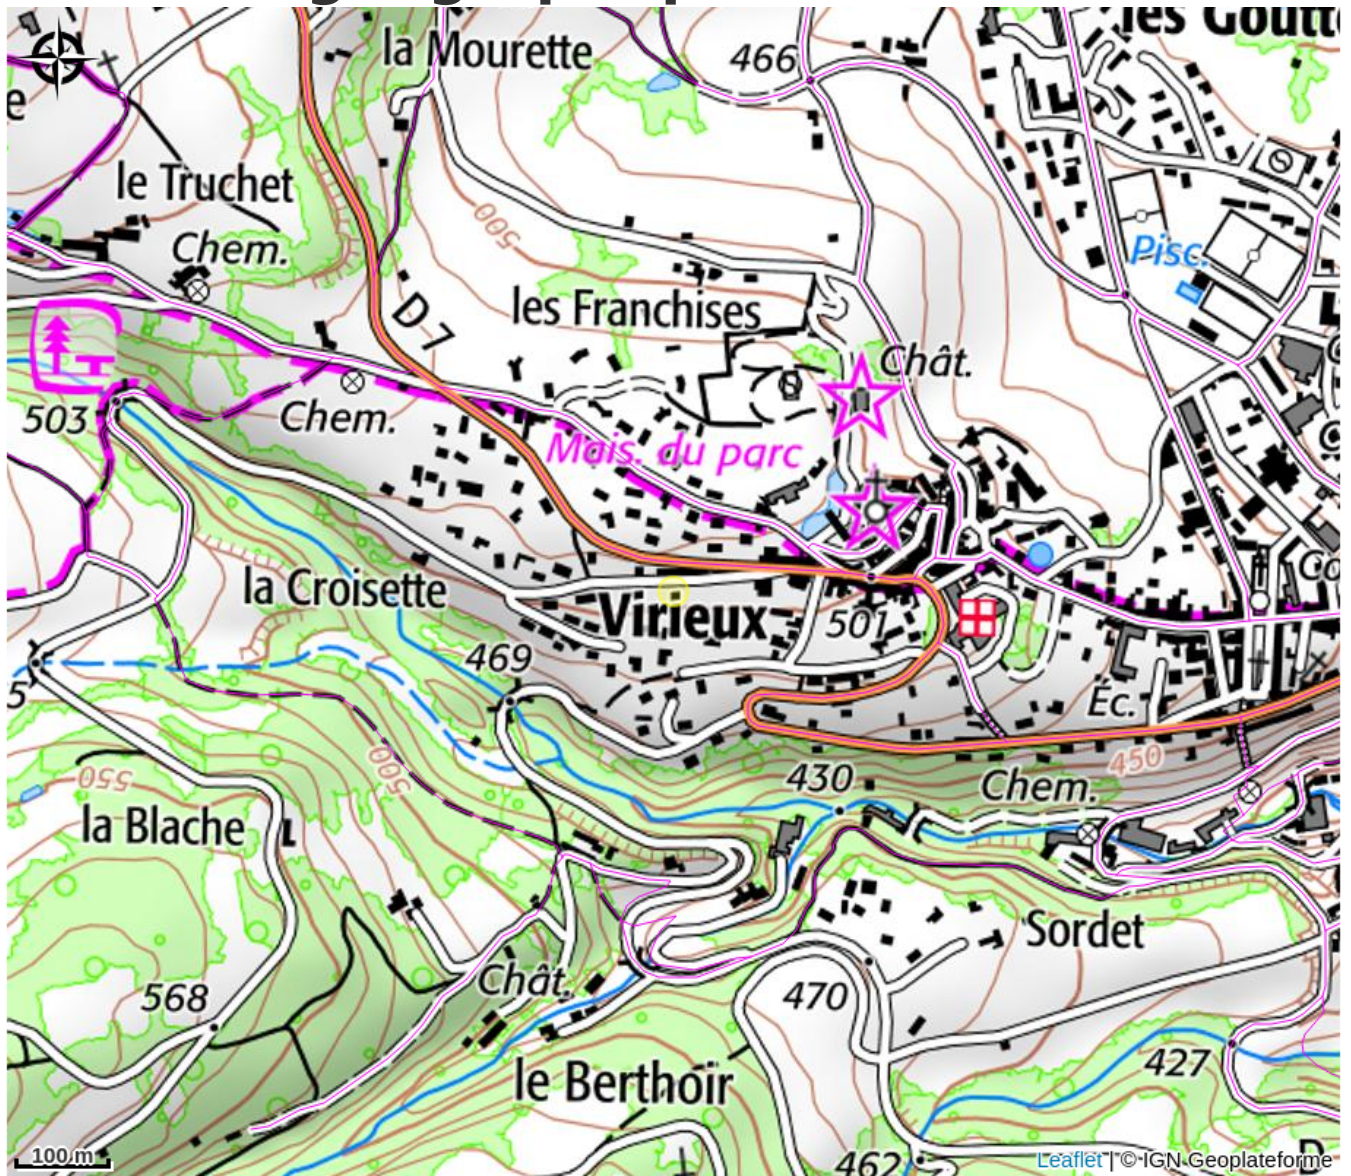 la Mourette
466
le Truchet
Chem.
500
Pisc.
D 7
les Franchises
Chât.
503
Chem.
Mais. du parc
la Croisette
Virieux
501
469
Éc.
500
550
430
Chem.
450
la Blache
Sordet
Chât.
568
470
le Berthoir
427
462
100 m
Leaflet | © IGN Geoplateforme